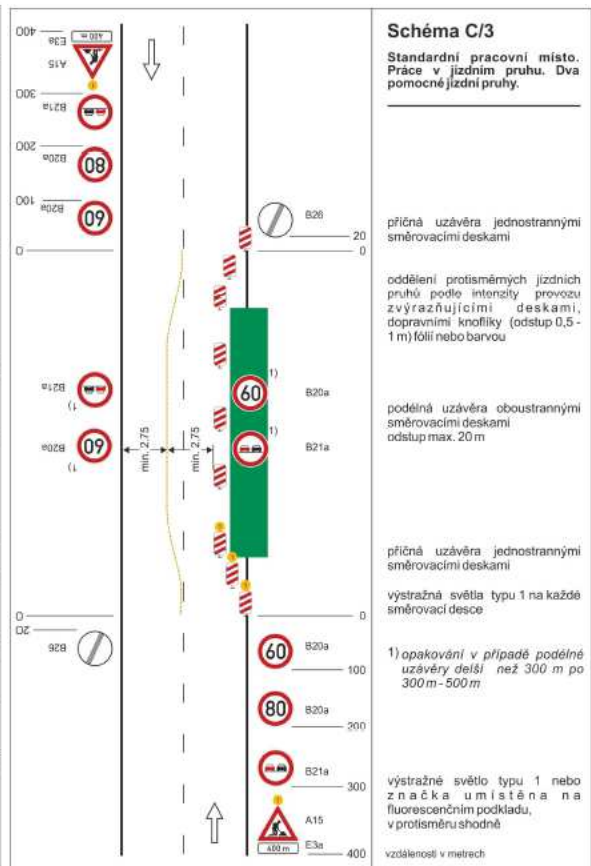 Schéma C/3
Standardní pracovní místo.
Práce v jízdním pruhu. Dva
pomocné jízdní pruhy.
příčná uzávěra jednostrannými
směrovacími deskami
oddělení protisměrných jízdních
pruhů podle intenzity provozu
zvýrazňujícími deskami,
dopravními knoflíky (odstup 0,5 -
1 m) fólií nebo barvou
podélná uzávěra oboustrannými
směrovacími deskami
odstup max. 20 m
příčná uzávěra jednostrannými
směrovacími deskami
výstražná světla typu 1 na každé
směrovací desce
1) opakování v případě podélné
uzávěry delší než 300 m po
300 m - 500 m
výstražné světlo typu 1 nebo
značka umístěna na
fluorescenčním podkladu,
v protisměru shodně
vzdálenosti v metrech
400
E3a
400 m
A15
300
B21a
200
B20a
80
100
B20a
60
0
B21a
1)
B20a
60
1)
min. 2,75
min. 2,75
0
20
B26
B26
20
0
1)
60
B20a
1)
B21a
0
60
B20a
100
80
B20a
200
B21a
300
A15
400 m
E3a
400